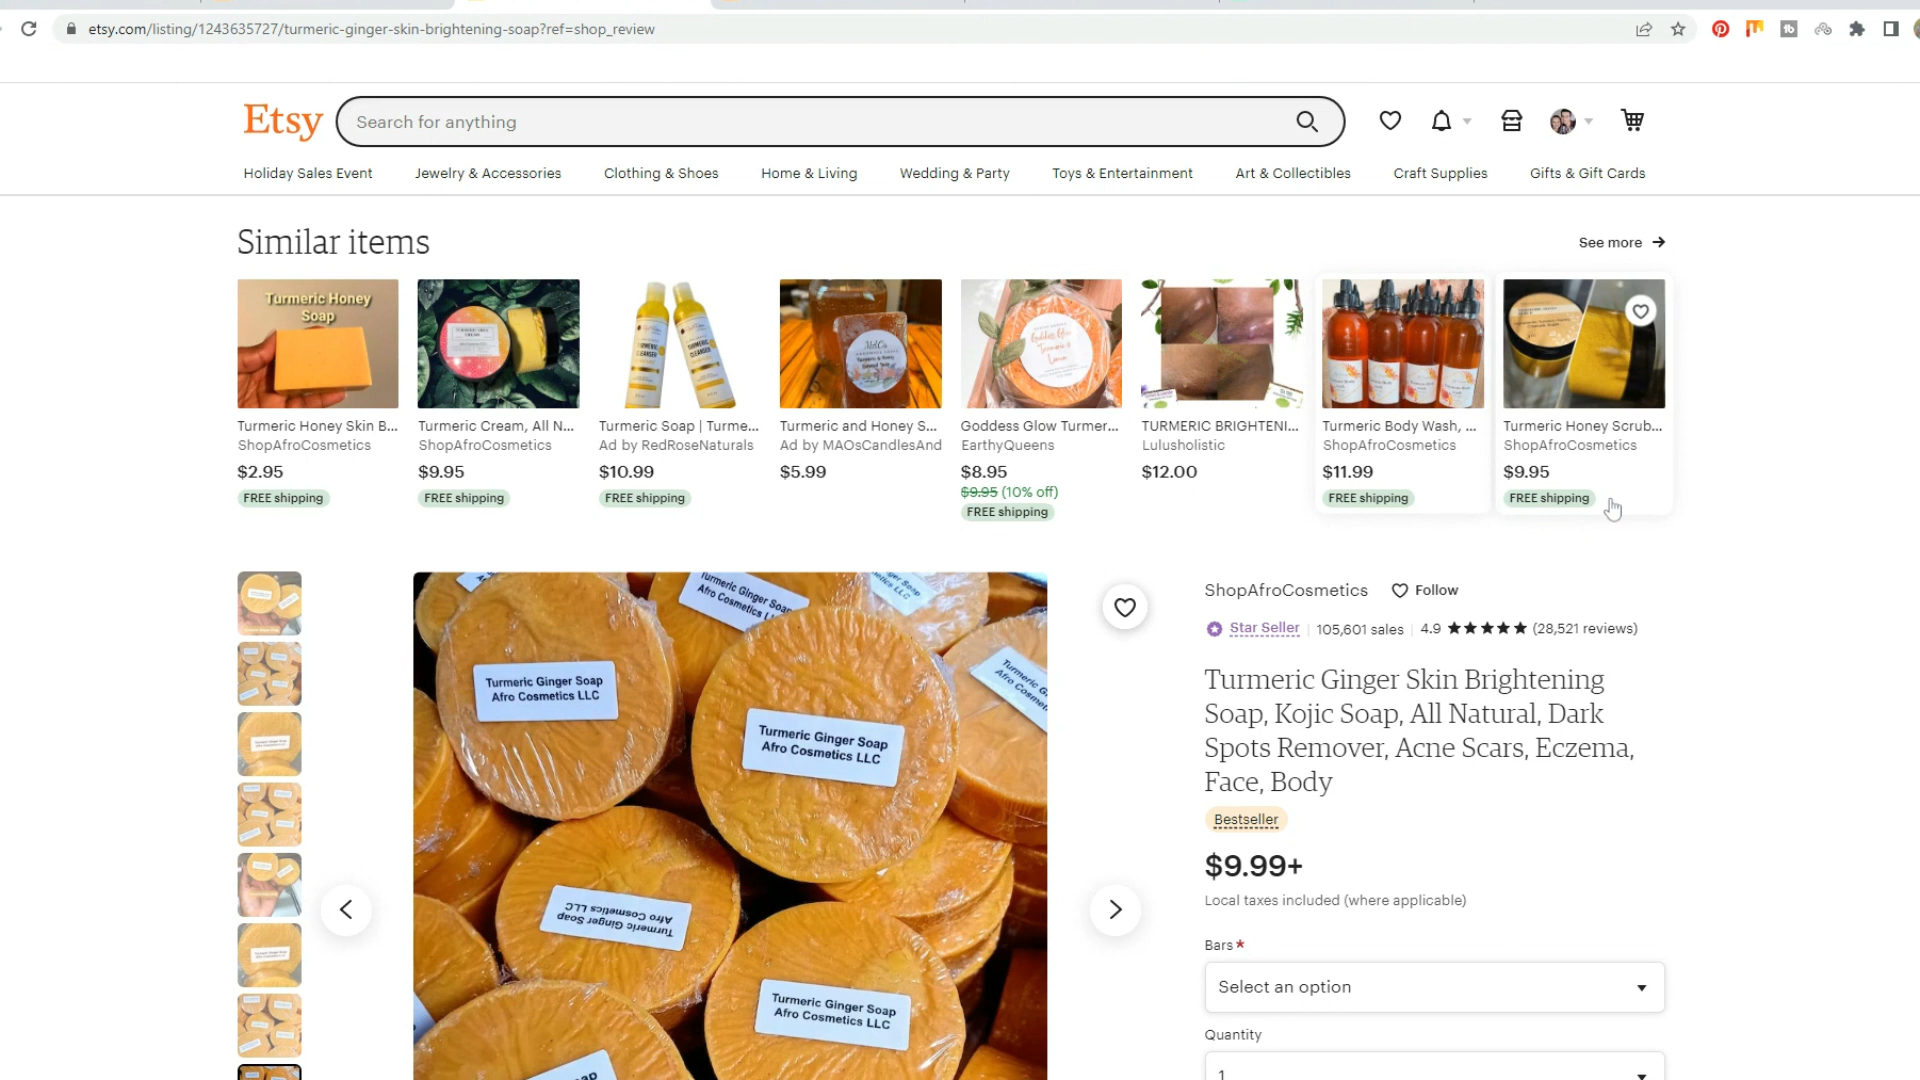 etsy.com/listing/1243635727/turmeric-ginger-skin-brightening-soap?ref=shop_review
Etsy
Search for anything
Holiday Sales Event
Jewelry & Accessories
Clothing & Shoes
Home & Living
Wedding & Party
Toys & Entertainment
Art & Collectibles
Craft Supplies
Gifts & Gift Cards
Similar items
See more
Turmeric Honey
Soap
Turmeric Honey Skin B...
ShopAfroCosmetics
$2.95
FREE shipping
Turmeric Cream, All N...
ShopAfroCosmetics
$9.95
FREE shipping
Turmeric Soap | Turme...
Ad by RedRoseNaturals
$10.99
FREE shipping
Turmeric and Honey S...
Ad by MAOsCandlesAnd
$5.99
Goddess Glow Turmer...
EarthyQueens
$8.95
$9.95 (10% off)
FREE shipping
TURMERIC BRIGHTENI...
Lulusholistic
$12.00
Turmeric Body Wash, ...
ShopAfroCosmetics
$11.99
FREE shipping
Turmeric Honey Scrub...
ShopAfroCosmetics
$9.95
FREE shipping
Turmeric Ginger Soap
Afro Cosmetics LLC
Turmeric Ginger Soap
Afro Cosmetics LLC
Turmeric Ginger Soap
Afro Cosmetics LLC
Turmeric Ginger Soap
Afro Cosmetics LLC
ShopAfroCosmetics
Follow
Star Seller
105,601 sales
4.9
(28,521 reviews)
Turmeric Ginger Skin Brightening
Soap, Kojic Soap, All Natural, Dark
Spots Remover, Acne Scars, Eczema,
Face, Body
Bestseller
$9.99+
Local taxes included (where applicable)
Bars *
Select an option
Quantity
1